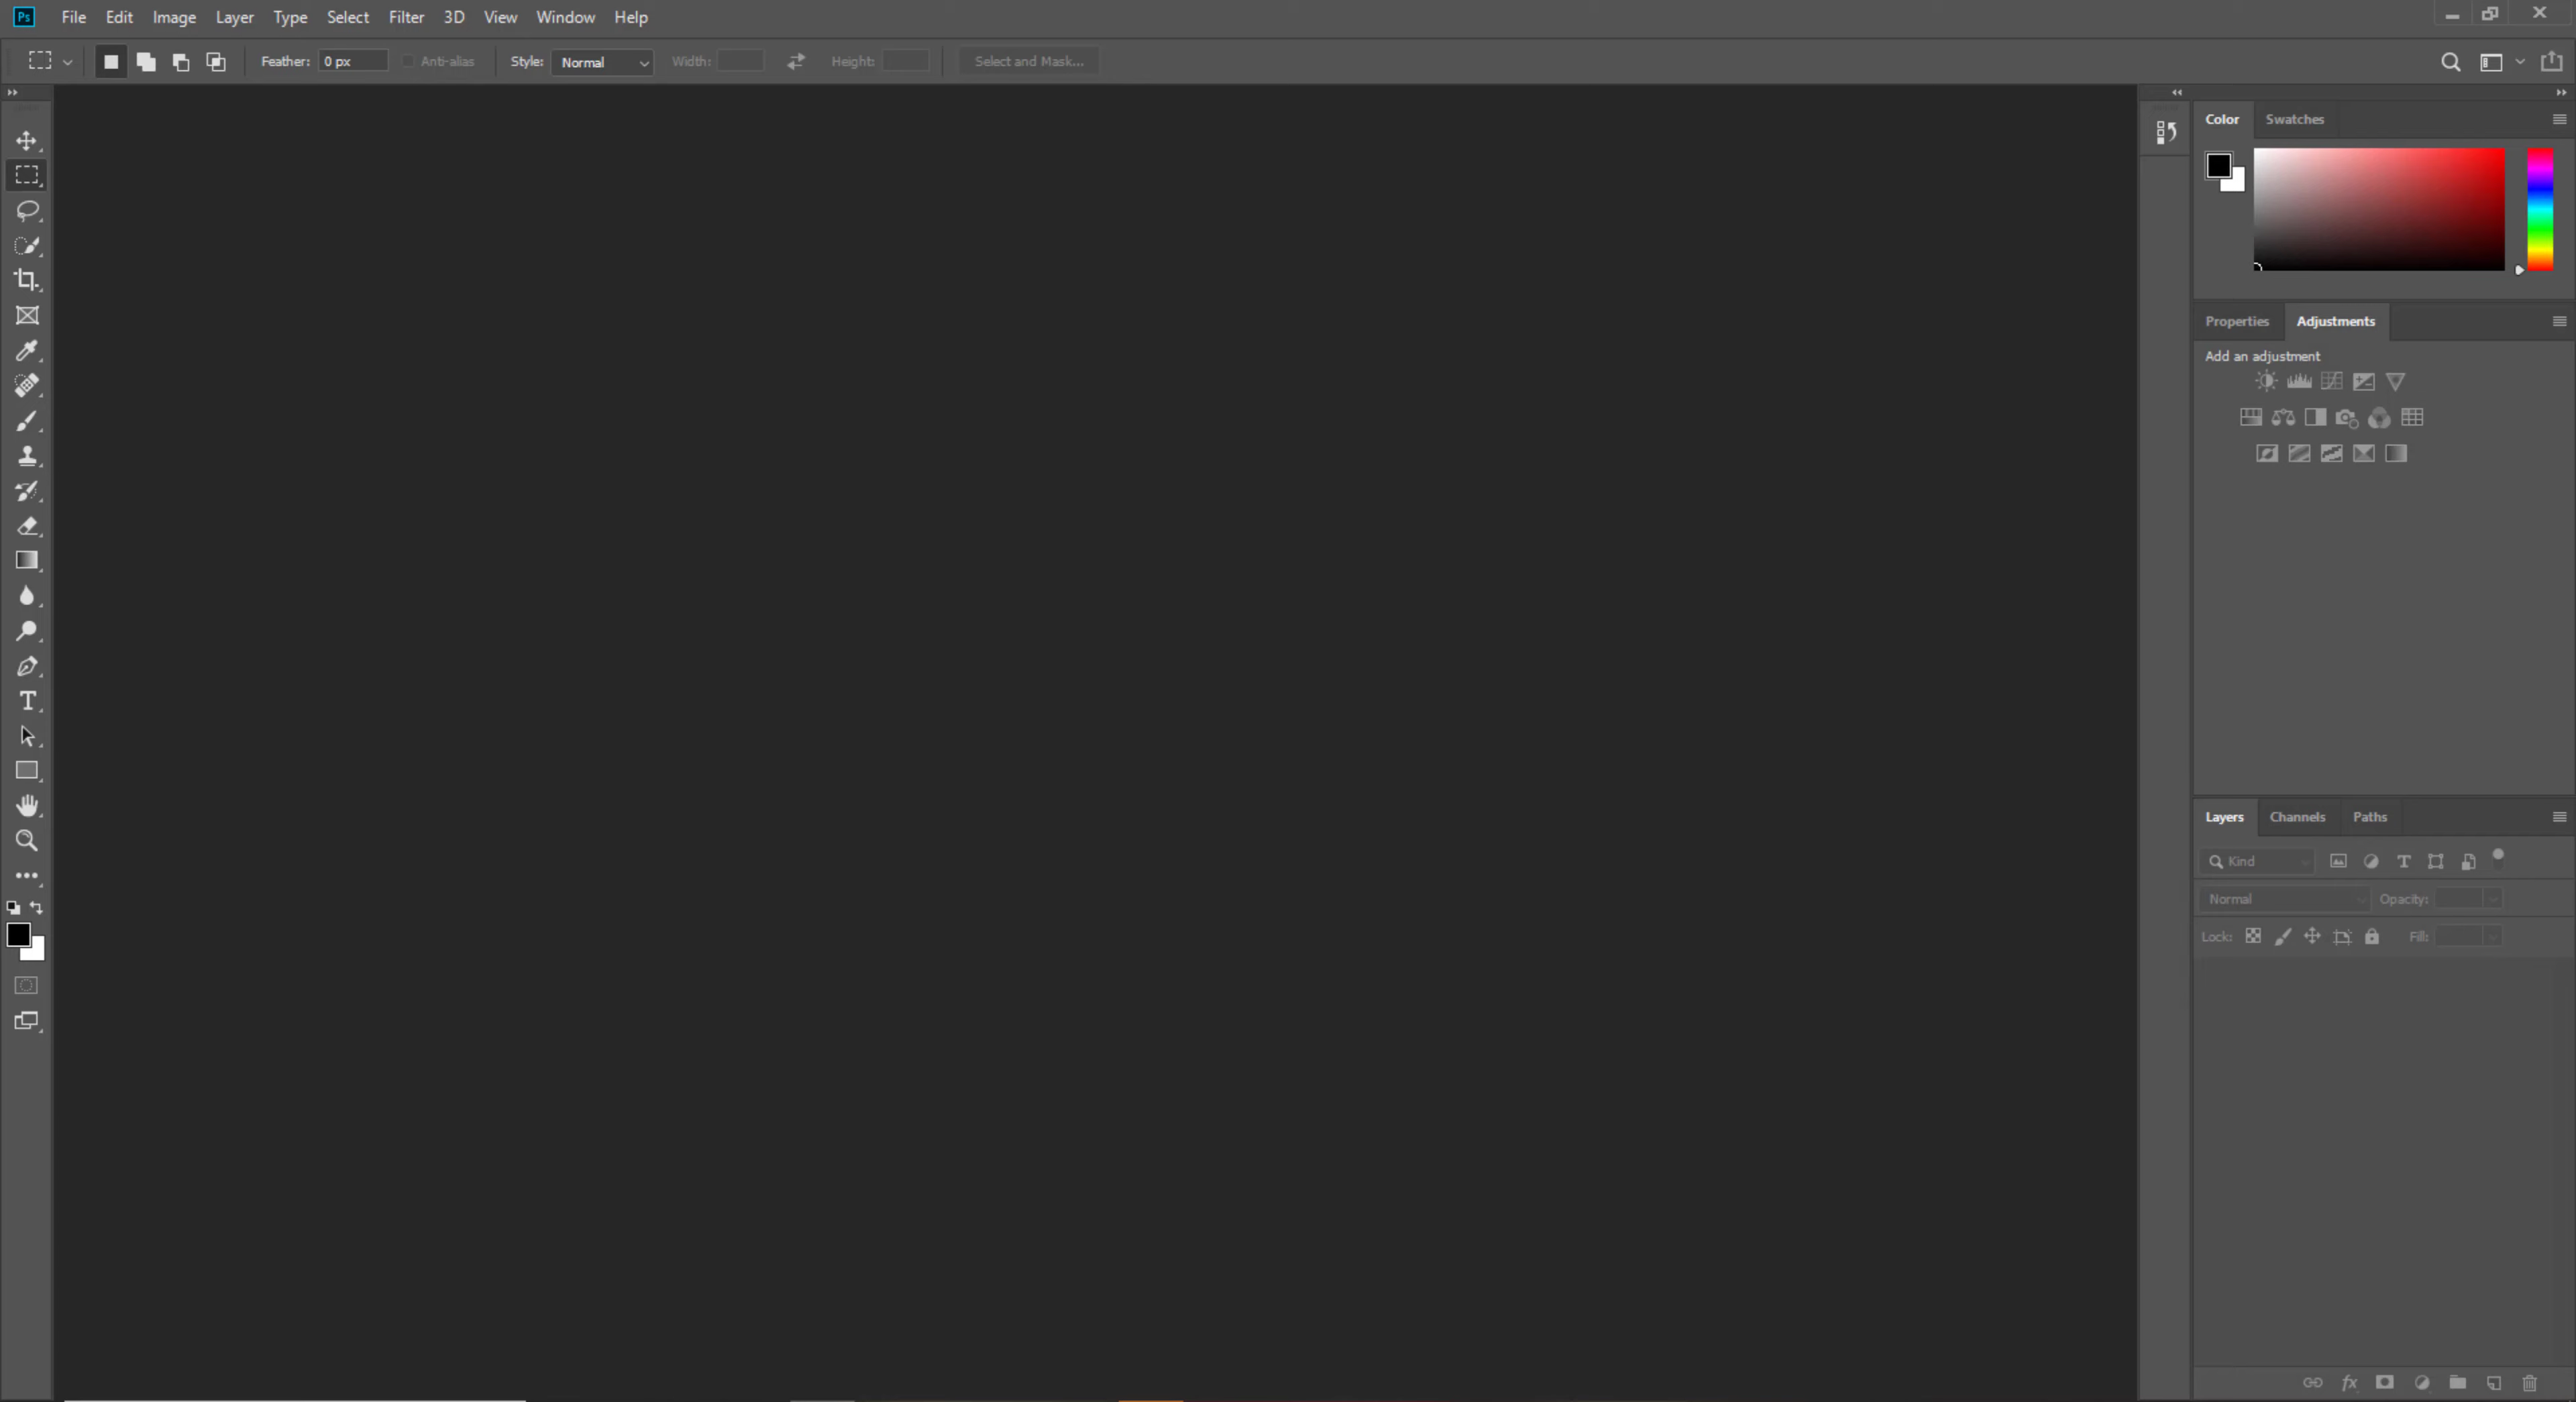 Ps File Edit Image Layer Type Select Filter 3D View Window Help
Feather: 0 px Anti-alias Style: Normal Width: Height: Select and Mask...
Color Swatches
Properties Adjustments
Add an adjustment
Layers Channels Paths
Kind
Normal Opacity:
Lock: Fill:
fx